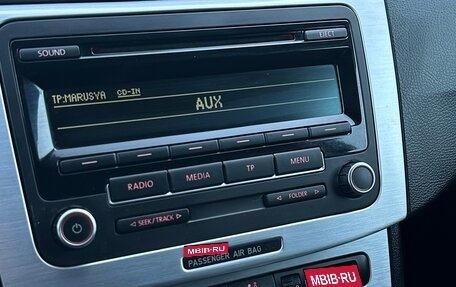 SOUND
EJECT
TP:MARUSYA CD-IN
AUX
RADIO MEDIA TP MENU
SEEK/TRACK
FOLDER
MBIB.RU
PASSENGER AIR BAG
MBIB.RU